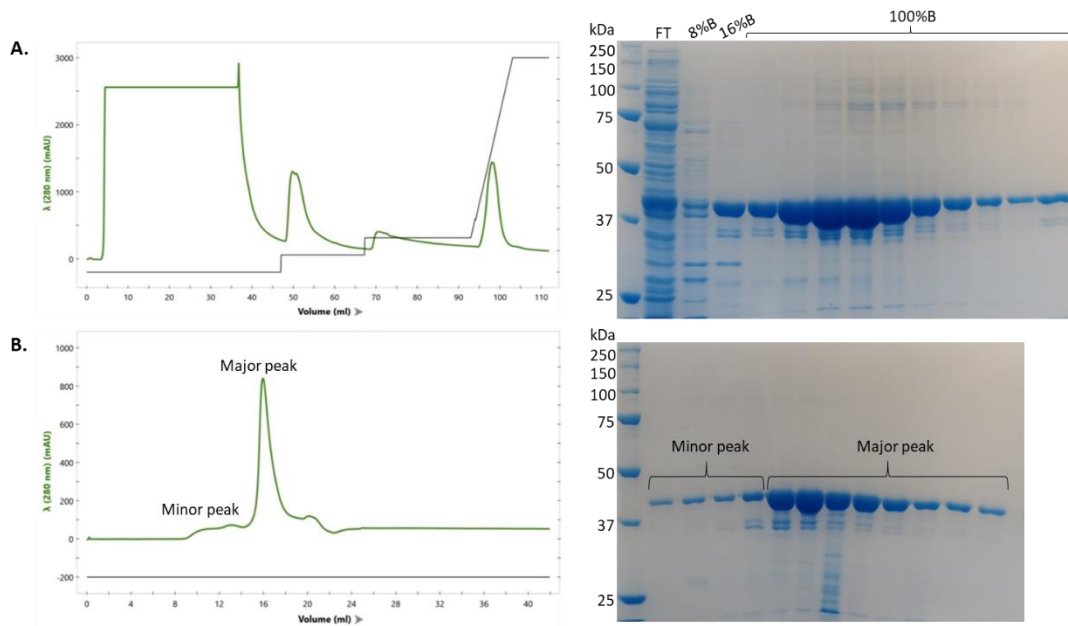 A.
λ (280 nm) (mAU)
3000
2000
1000
0
0 10 20 30 40 50 60 70 80 90 100 110
Volume (ml)
kDa
250
150
100
75
50
37
25
FT 8%B 16%B 100%B
B.
λ (280 nm) (mAU)
1000
800
600
400
200
0
-200
Major peak
Minor peak
0 4 8 12 16 20 24 28 32 36 40
Volume (ml)
kDa
250
150
100
75
50
37
25
Minor peak Major peak